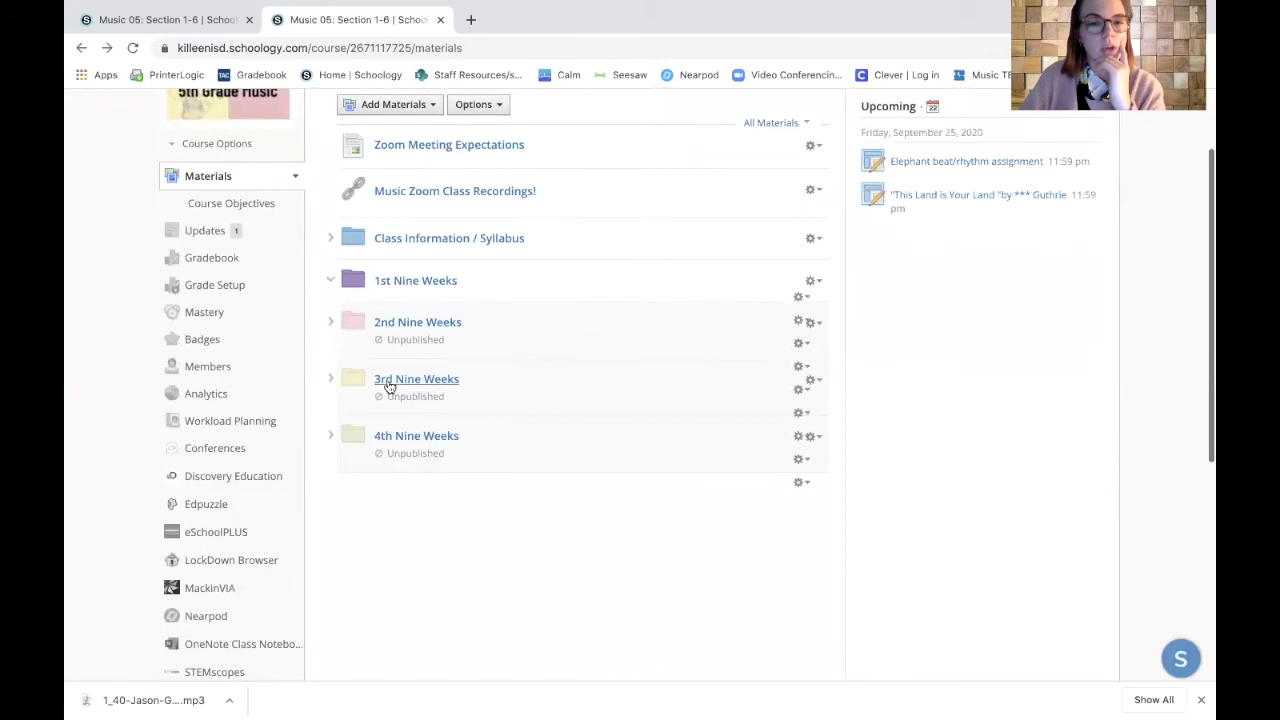 Music 05: Section 1-6 | School
Music 05: Section 1-6 | Schooi
killeenisd.schoology.com/course/2671117725/materials
Apps PrinterLogic Gradebook Home | Schoology Staff Resources/s... Calm Seesaw Nearpod Video Conferencin... Clever | Log in Music TE
5th Grade Music
Course Options
Materials
Course Objectives
Updates 1
Gradebook
Grade Setup
Mastery
Badges
Members
Analytics
Workload Planning
Conferences
Discovery Education
Edpuzzle
eSchoolPLUS
LockDown Browser
MackinVIA
Nearpod
OneNote Class Notebo...
STEMscopes
Add Materials Options
All Materials
Zoom Meeting Expectations
Music Zoom Class Recordings!
Class Information / Syllabus
1st Nine Weeks
2nd Nine Weeks
Unpublished
3rd Nine Weeks
Unpublished
4th Nine Weeks
Unpublished
Upcoming · 22
Friday, September 25, 2020
Elephant beat/rhythm assignment 11:59 pm
"This Land is Your Land "by *** Guthrie 11:59
pm
S
1_40-Jason-G....mp3
Show All